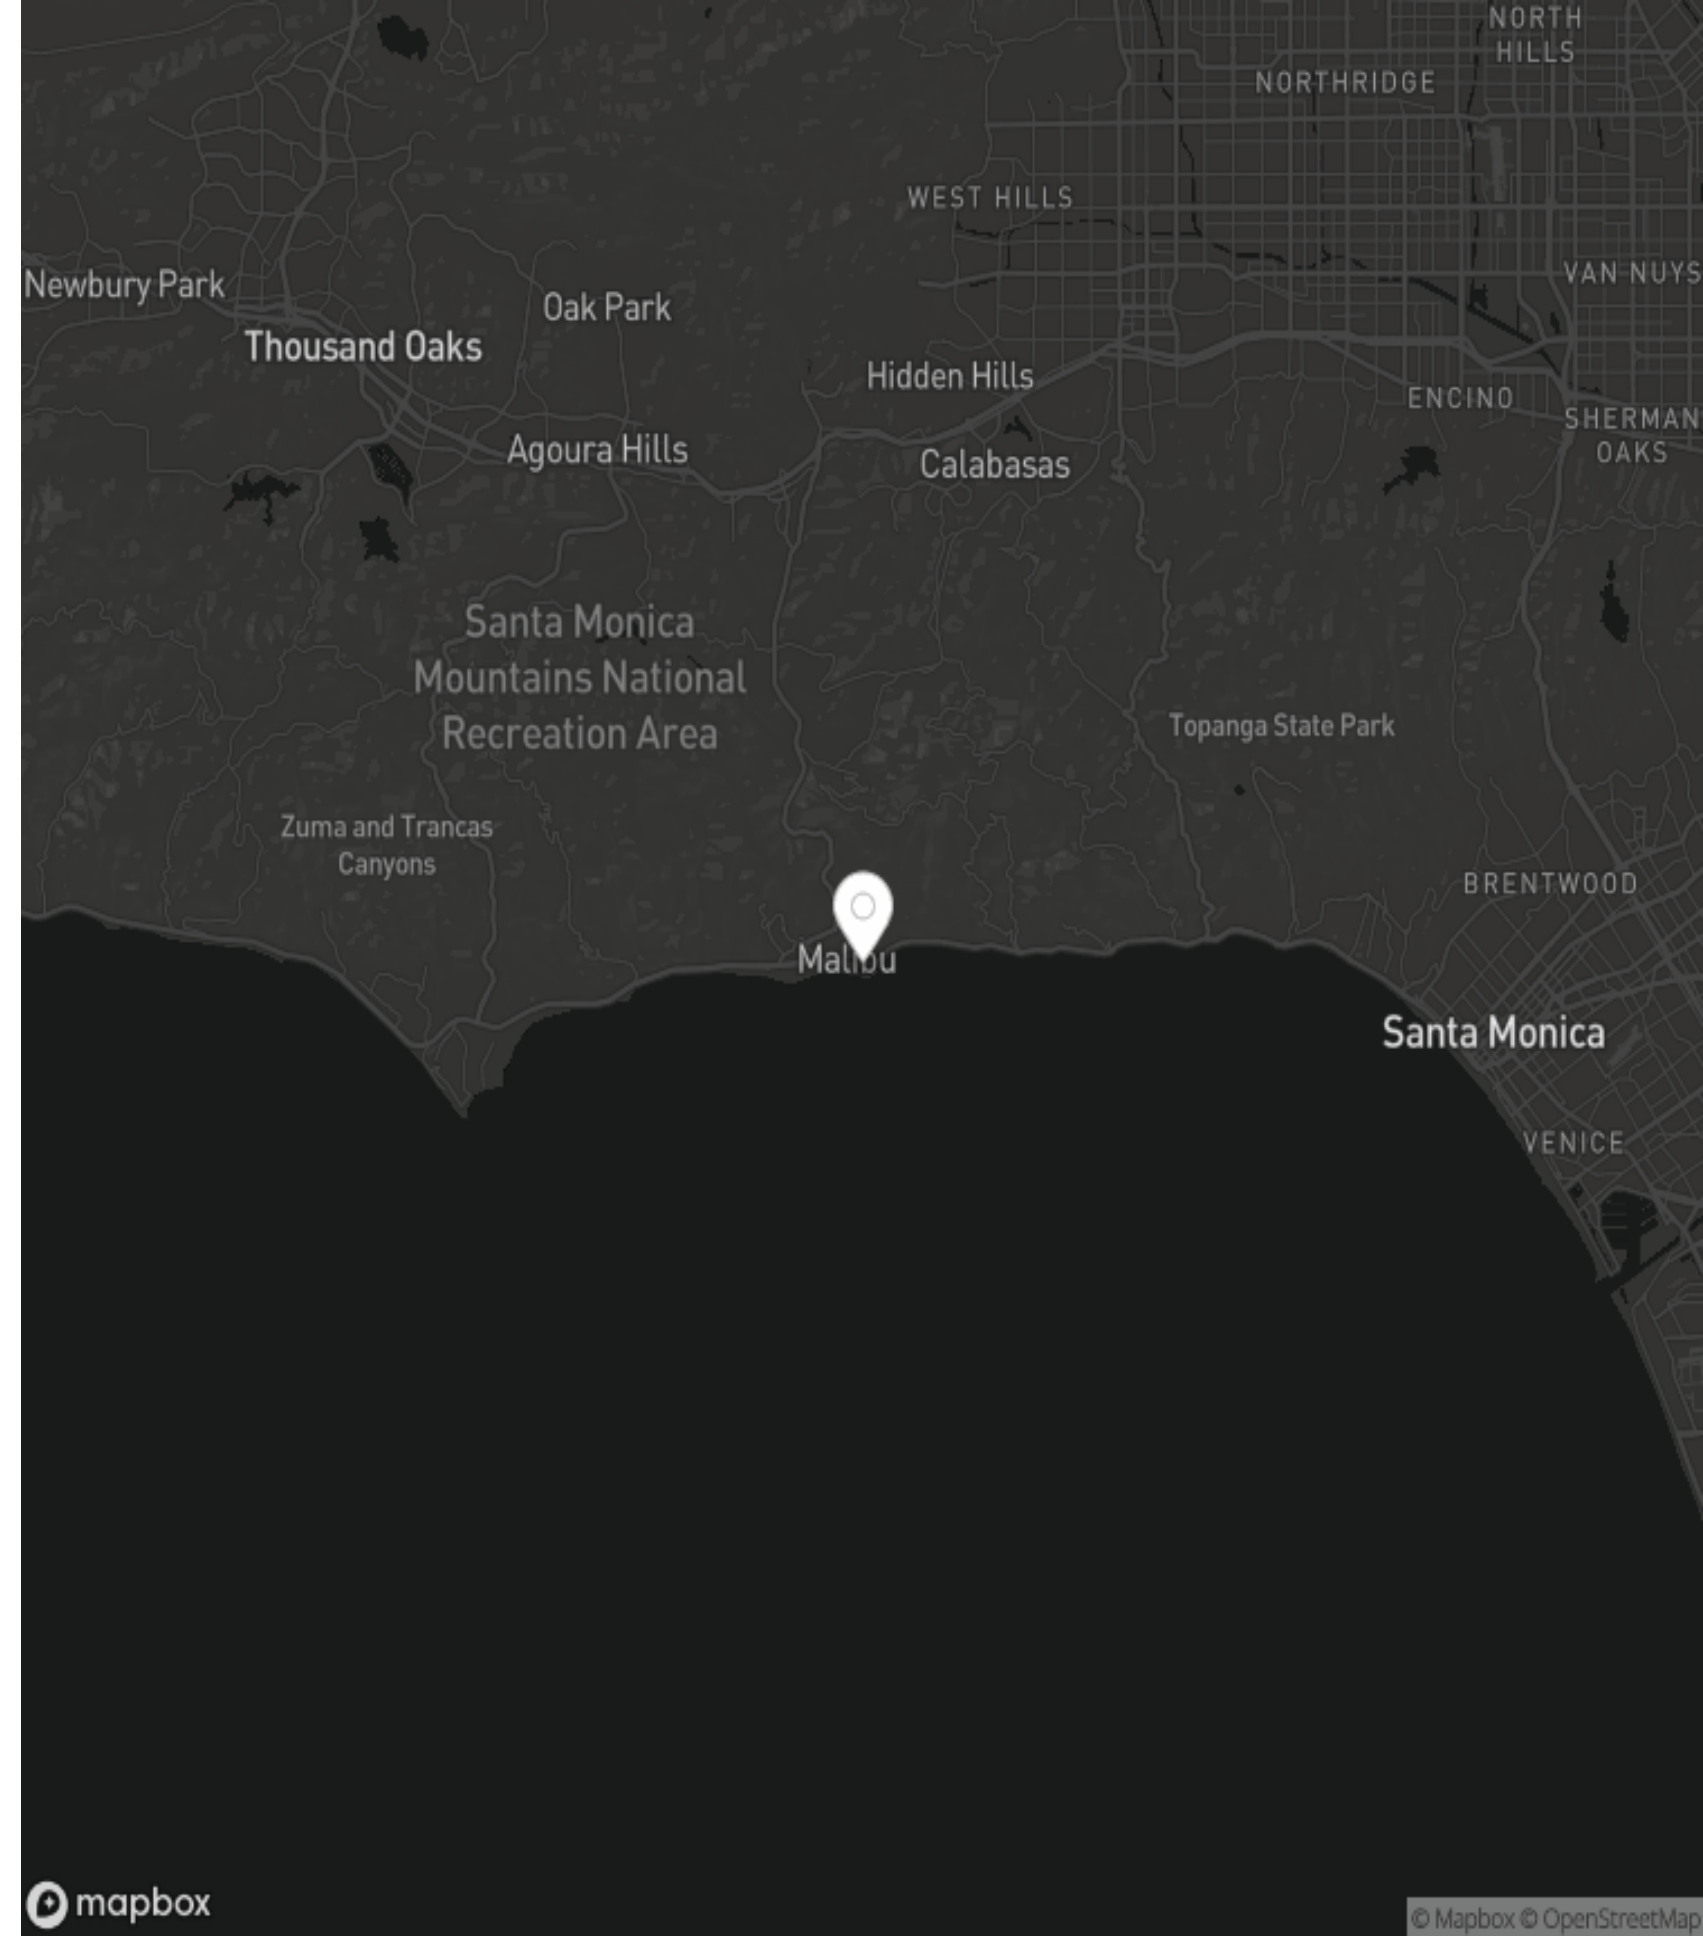 NORTH
HILLS
NORTHRIDGE
WEST HILLS
VAN NUYS
Newbury Park
Oak Park
Thousand Oaks
Hidden Hills
ENCINO
SHERMAN
OAKS
Agoura Hills
Calabasas
Santa Monica
Mountains National
Recreation Area
Topanga State Park
Zuma and Trancas
Canyons
BRENTWOOD
Malibu
Santa Monica
VENICE
mapbox
© Mapbox © OpenStreetMap